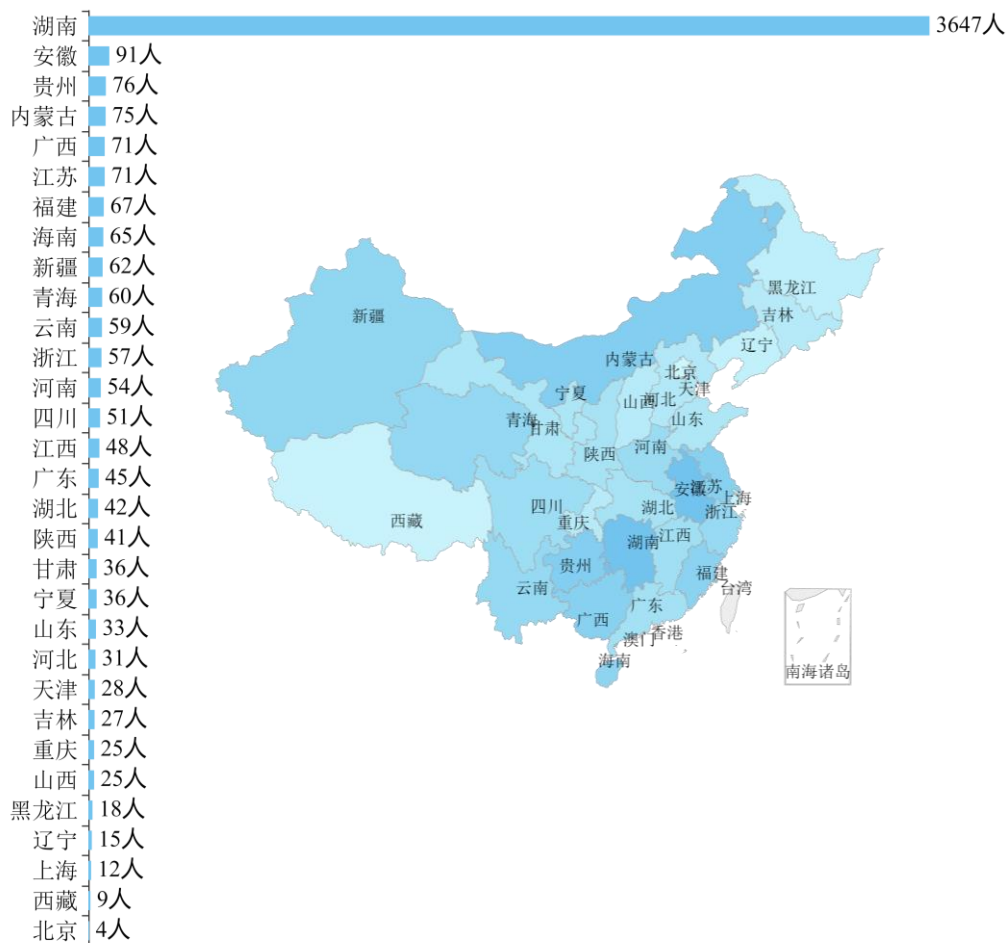 湖南 3647人
安徽 91人
贵州 76人
内蒙古 75人
广西 71人
江苏 71人
福建 67人
海南 65人
新疆 62人
青海 60人
云南 59人
浙江 57人
河南 54人
四川 51人
江西 48人
广东 45人
湖北 42人
陕西 41人
甘肃 36人
宁夏 36人
山东 33人
河北 31人
天津 28人
吉林 27人
重庆 25人
山西 25人
黑龙江 18人
辽宁 15人
上海 12人
西藏 9人
北京 4人
黑龙江
吉林
辽宁
新疆
内蒙古
北京
天津
宁夏
山西
河北
青海
甘肃
山东
陕西
河南
安徽
江苏
上海
四川
湖北
浙江
重庆
西藏
湖南
江西
贵州
福建
云南
台湾
广东
广西
香港
澳门
海南
南海诸岛